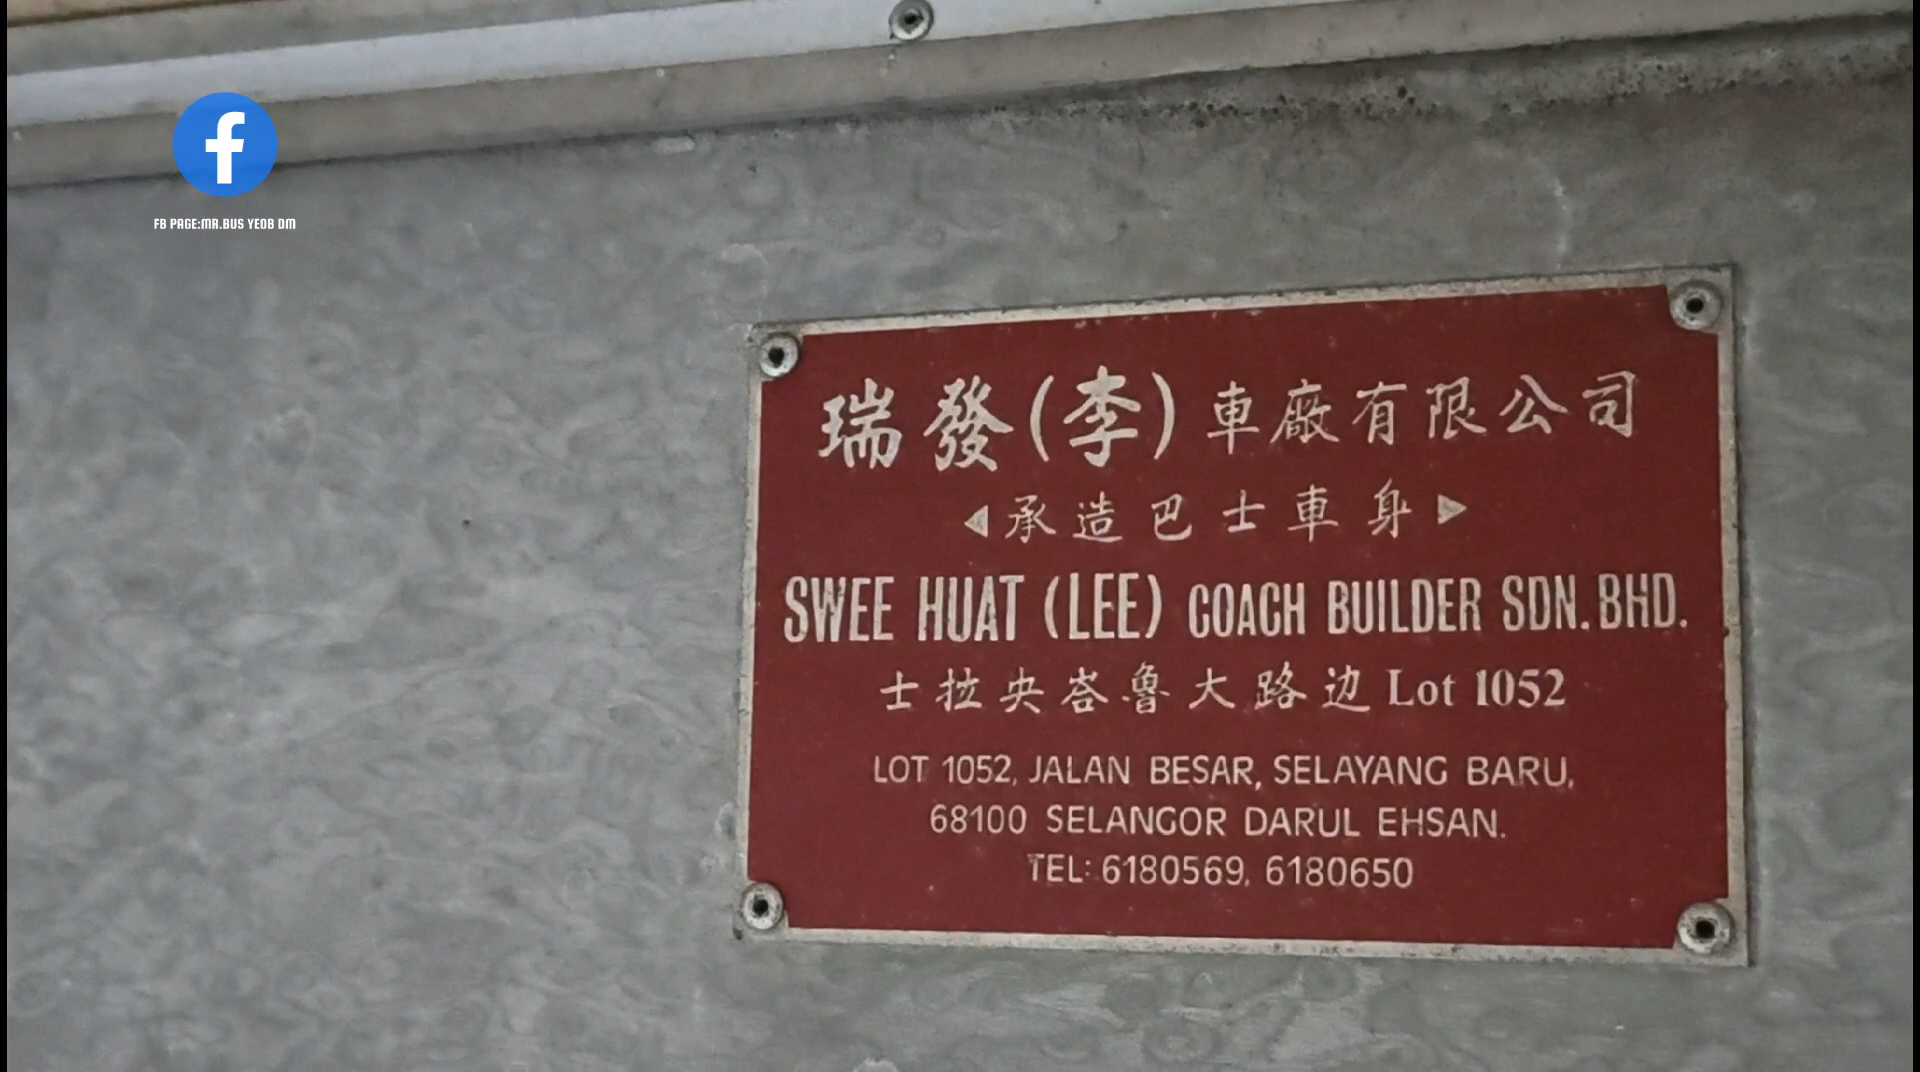 f
FB PAGE:MR.BUS YEOB DM
瑞發(李)車廠有限公司
◀承造巴士車身▶
SWEE HUAT (LEE) COACH BUILDER SDN. BHD.
士拉央峇魯大路边 Lot 1052
LOT 1052, JALAN BESAR, SELAYANG BARU,
68100 SELANGOR DARUL EHSAN.
TEL: 6180569, 6180650